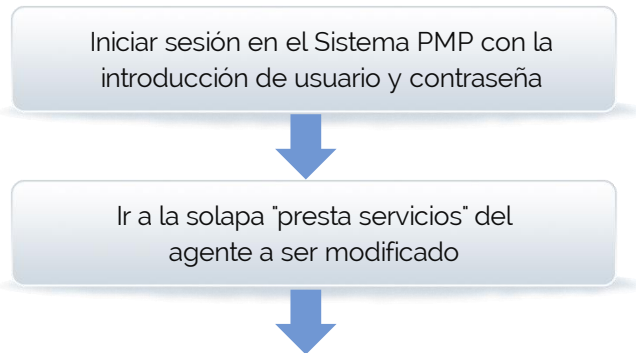 Iniciar sesión en el Sistema PMP con la
introducción de usuario y contraseña
Ir a la solapa "presta servicios" del
agente a ser modificado